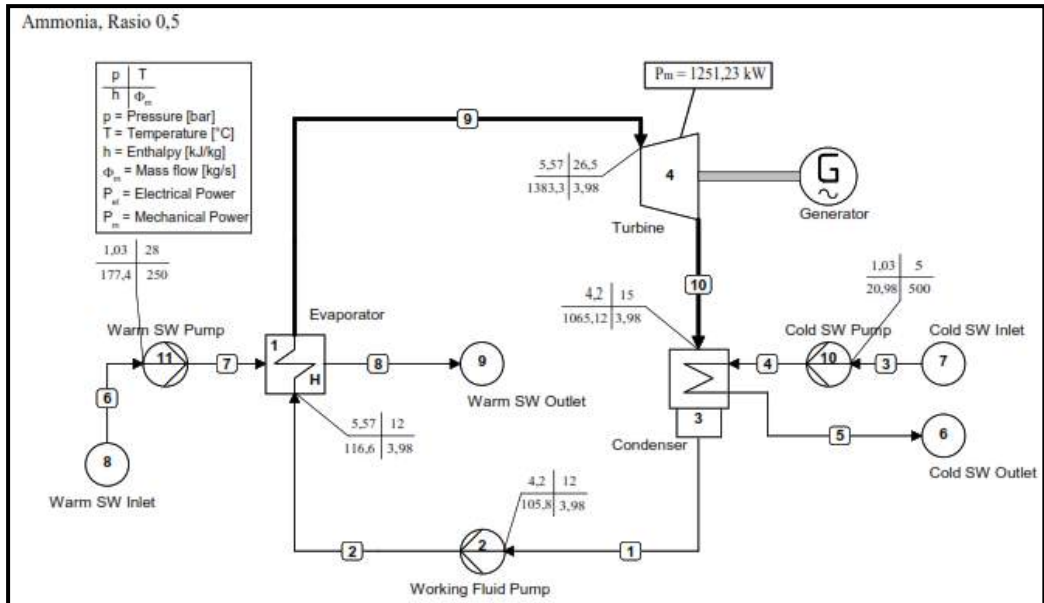 Ammonia, Rasio 0,5
p T
h Φm
p = Pressure [bar]
T = Temperature [°C]
h = Enthalpy [kJ/kg]
Φm = Mass flow [kg/s]
Pel = Electrical Power
Pm = Mechanical Power
Pm = 1251,23 kW
9
5,57 26,5
1383,3 3,98
4
G
Turbine
Generator
1,03 28
177,4 250
10
4,2 15
1065,12 3,98
1,03 5
20,98 500
Warm SW Pump
Evaporator
Cold SW Pump
Cold SW Inlet
11
7
1
H
8
9
4
10
3
7
6
Warm SW Outlet
3
Condenser
5
6
Cold SW Outlet
5,57 12
116,6 3,98
8
Warm SW Inlet
4,2 12
105,8 3,98
2
2
1
Working Fluid Pump